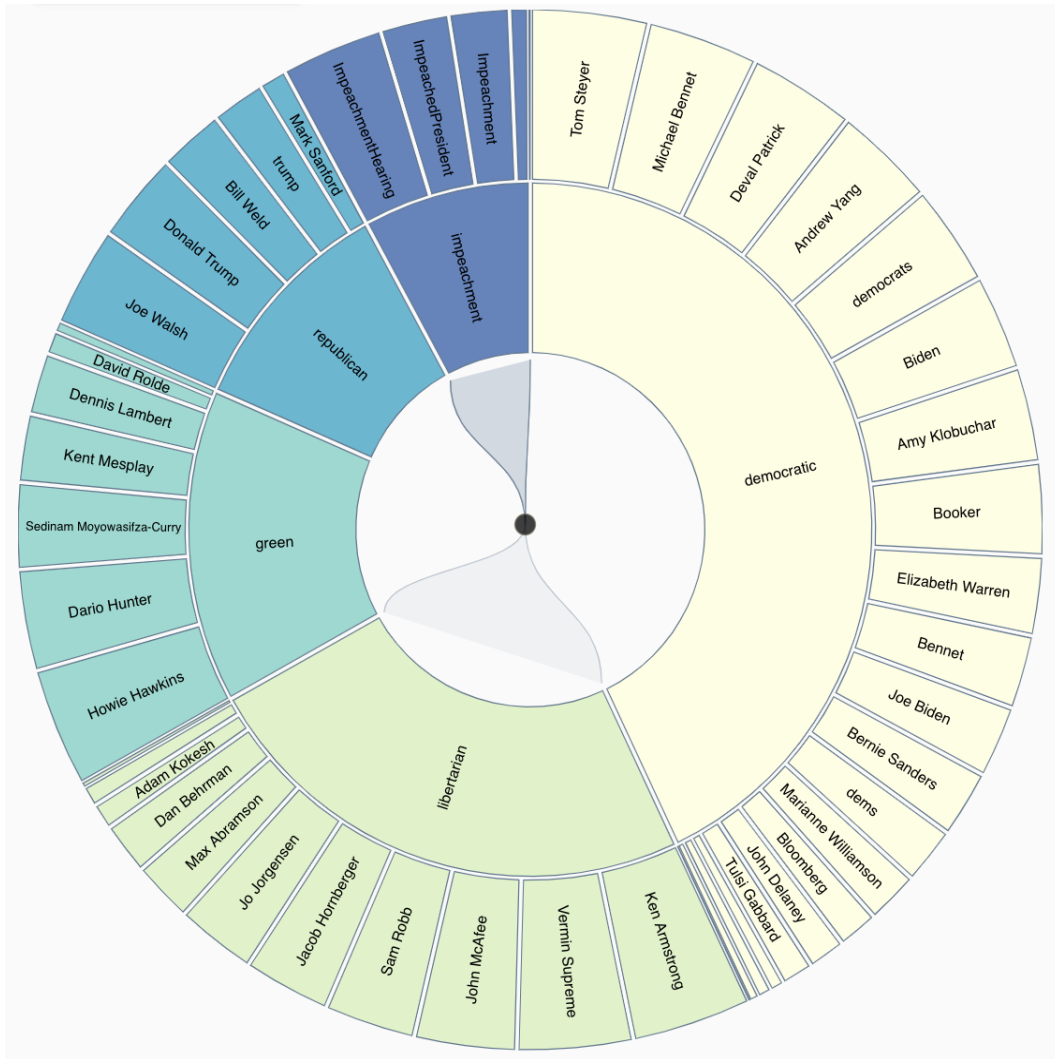 democratic
Tom Steyer
Michael Bennet
Deval Patrick
Andrew Yang
democrats
Biden
Amy Klobuchar
Booker
Elizabeth Warren
Bennet
Joe Biden
Bernie Sanders
dems
Marianne Williamson
Bloomberg
John Delaney
Tulsi Gabbard
libertarian
Ken Armstrong
Vermin Supreme
John McAfee
Sam Robb
Jacob Hornberger
Jo Jorgensen
Max Abramson
Dan Behrman
Adam Kokesh
green
Howie Hawkins
Dario Hunter
Sedinam Moyowasifza-Curry
Kent Mesplay
Dennis Lambert
David Rolde
republican
Joe Walsh
Donald Trump
Bill Weld
trump
Mark Sanford
impeachment
ImpeachmentHearing
ImpeachedPresident
Impeachment